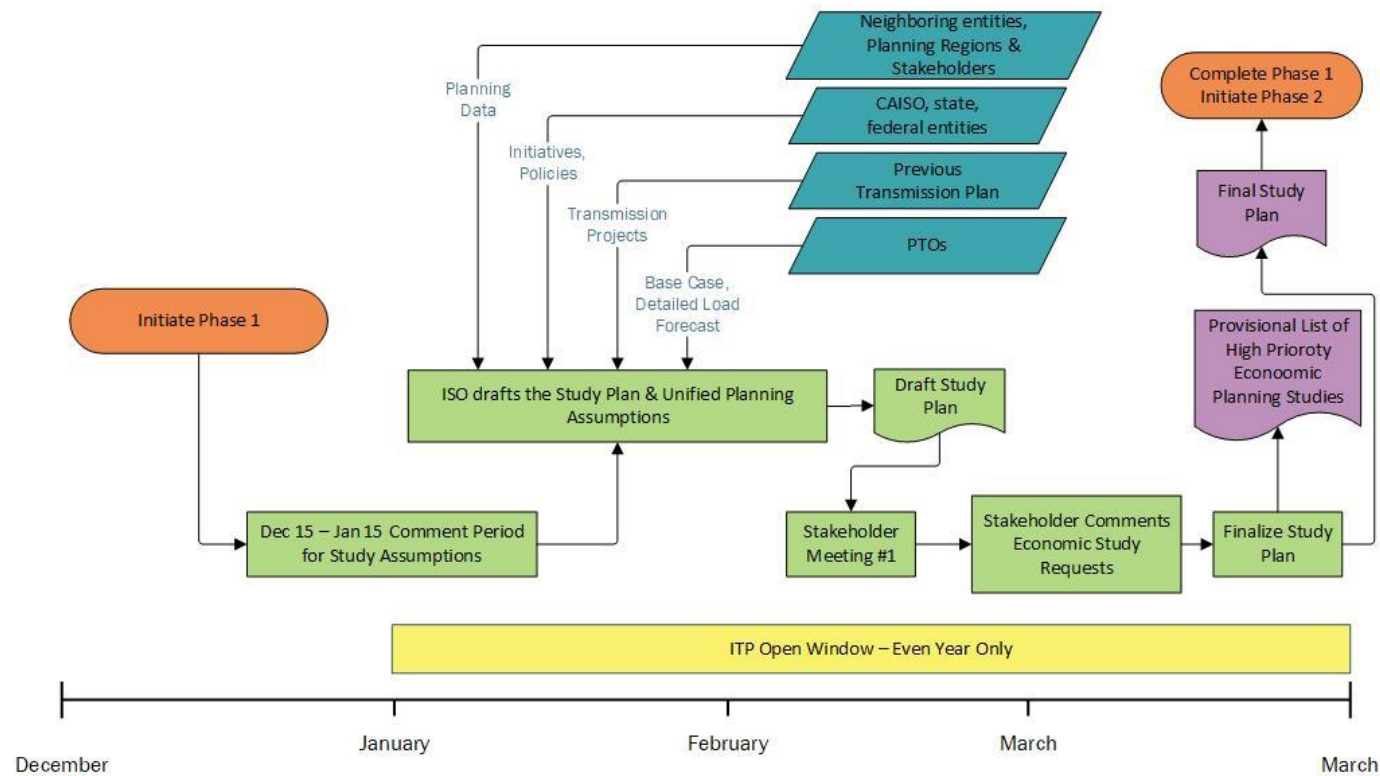 Neighboring entities,
Planning Regions &
Stakeholders
Complete Phase 1
Initiate Phase 2
Planning
Data
CAISO, state,
federal entities
Initiatives,
Policies
Previous
Transmission Plan
Final Study
Plan
Transmission
Projects
PTOs
Base Case,
Detailed Load
Forecast
Initiate Phase 1
Provisional List of
High Prioroty
Econoomic
Planning Studies
ISO drafts the Study Plan & Unified Planning
Assumptions
Draft Study
Plan
Dec 15 – Jan 15 Comment Period
for Study Assumptions
Stakeholder
Meeting #1
Stakeholder Comments
Economic Study
Requests
Finalize Study
Plan
ITP Open Window – Even Year Only
January
February
March
December
March